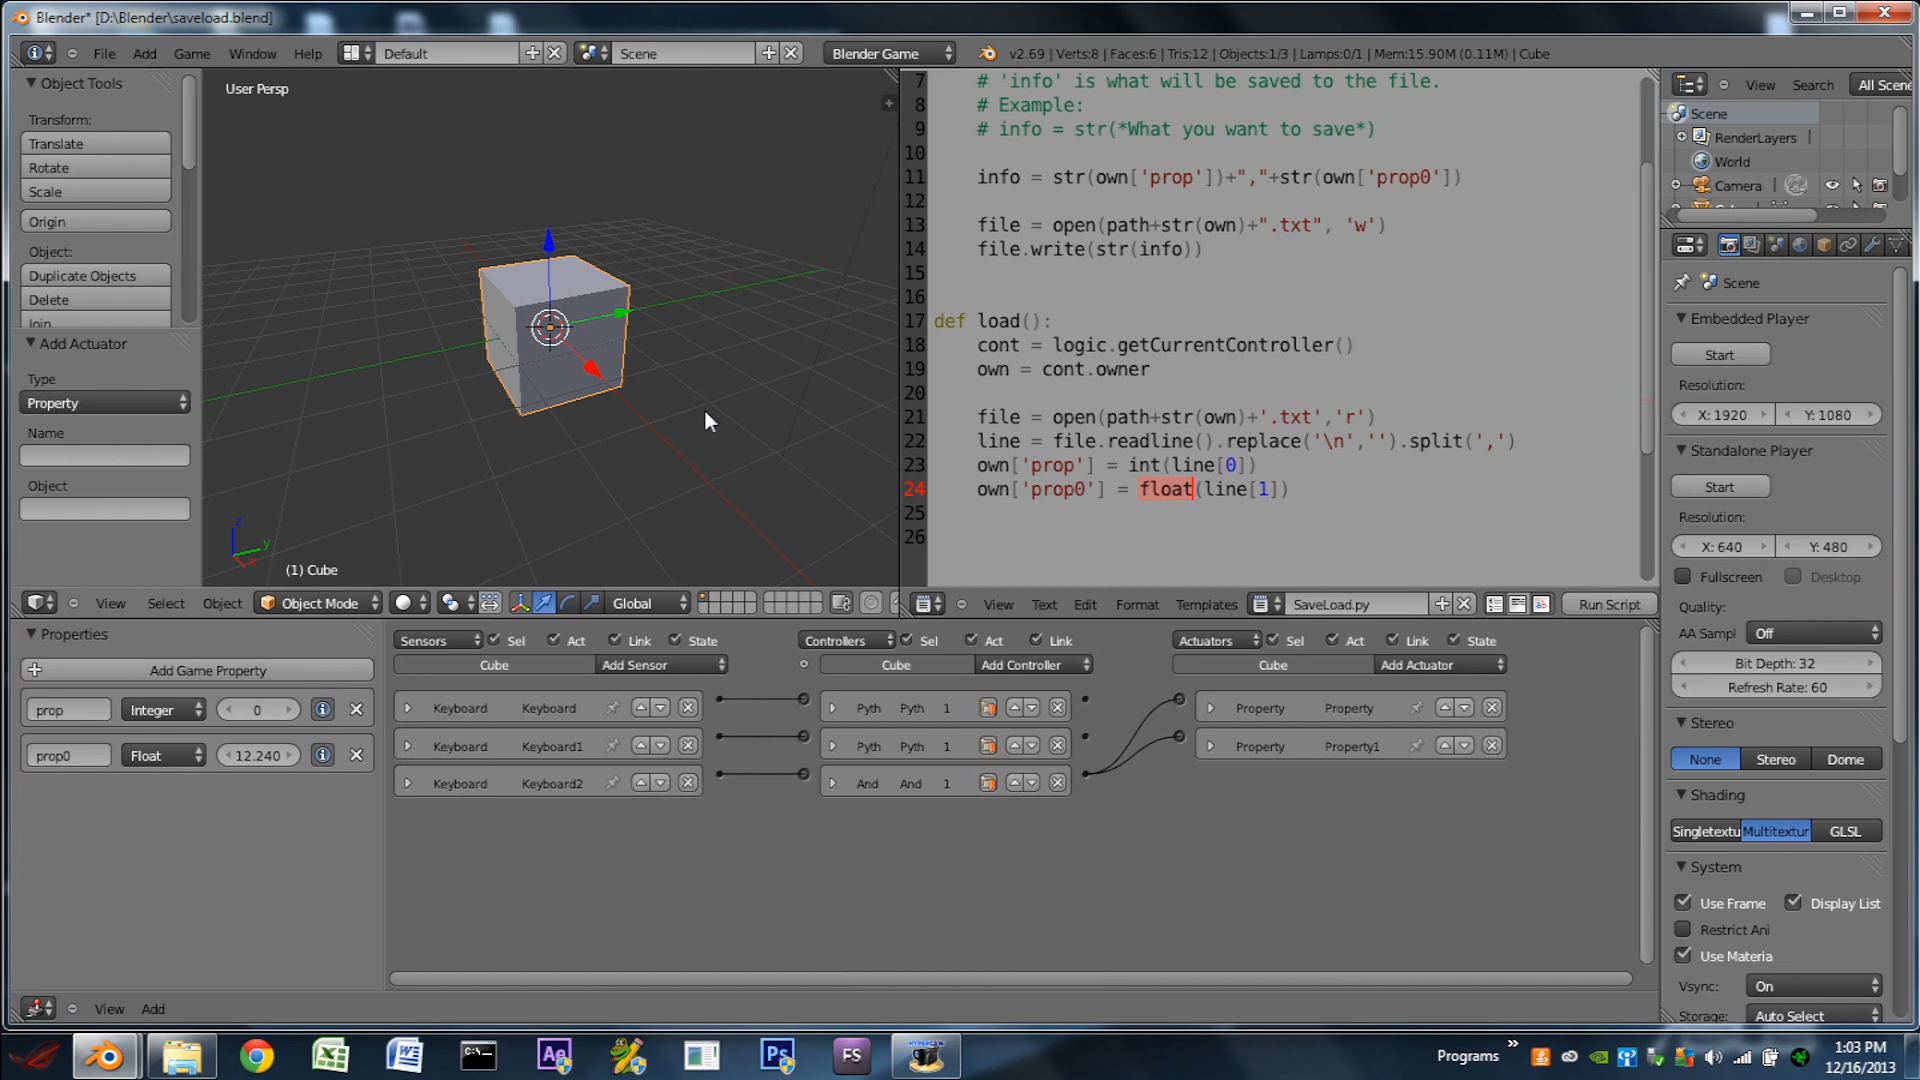 Blender* [D:\Blender\saveload.blend]
File Add Game Window Help Default Scene Blender Game v2.69 | Verts:8 | Faces:6 | Tris:12 | Objects:1/3 | Lamps:0/1 | Mem:15.90M (0.11M) | Cube
Object Tools
Transform:
Translate
Rotate
Scale
Origin
Object:
Duplicate Objects
Delete
Join
Add Actuator
Type
Property
Name
Object
User Persp
z
y
x
(1) Cube
View Select Object Object Mode Global
7 # 'info' is what will be saved to the file.
8 # Example:
9 # info = str(*What you want to save*)
10
11 info = str(own['prop'])+","+str(own['prop0'])
12
13 file = open(path+str(own)+".txt", 'w')
14 file.write(str(info))
15
16
17 def load():
18 cont = logic.getCurrentController()
19 own = cont.owner
20
21 file = open(path+str(own)+'.txt','r')
22 line = file.readline().replace('\n','').split(',')
23 own['prop'] = int(line[0])
24 own['prop0'] = float(line[1])
25
26
View Text Edit Format Templates SaveLoad.py Run Script
View Search All Scene
Scene
RenderLayers
World
Camera
Scene
Embedded Player
Start
Resolution:
X: 1920 Y: 1080
Standalone Player
Start
Resolution:
X: 640 Y: 480
Fullscreen Desktop
Quality:
AA Sampl Off
Bit Depth: 32
Refresh Rate: 60
Stereo
None Stereo Dome
Shading
Singletextu Multitextur GLSL
System
Use Frame Display List
Restrict Ani
Use Materia
Vsync: On
Storage: Auto Select
Properties
Add Game Property
prop Integer 0
prop0 Float 12.240
Sensors Sel Act Link State
Cube Add Sensor
Keyboard Keyboard
Keyboard Keyboard1
Keyboard Keyboard2
Controllers Sel Act Link
Cube Add Controller
Pyth Pyth 1
Pyth Pyth 1
And And 1
Actuators Sel Act Link State
Cube Add Actuator
Property Property
Property Property1
View Add
Ae
Ps
FS
HYPERCAM
Programs
1:03 PM
12/16/2013